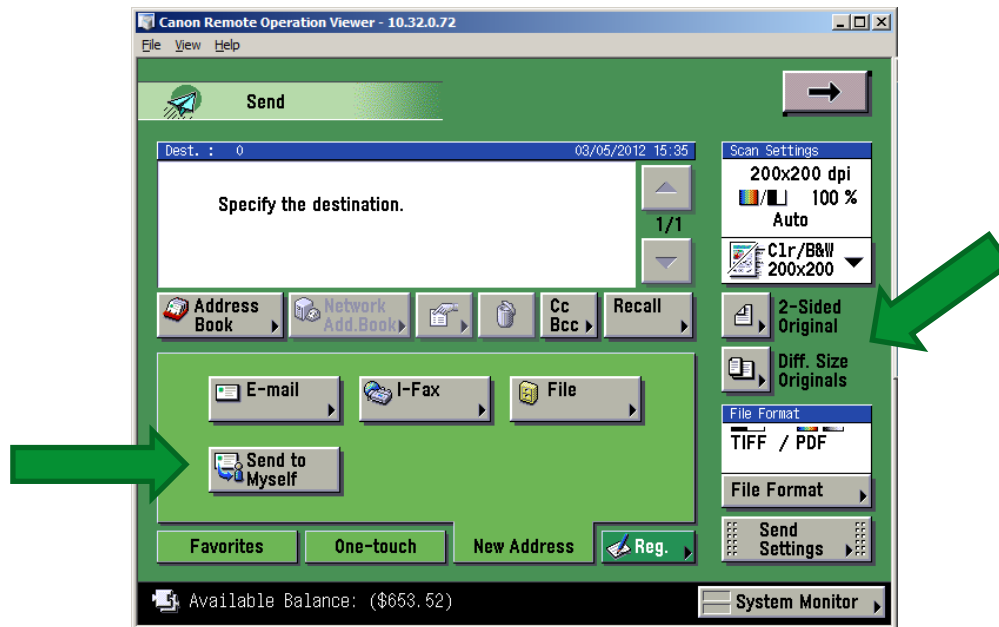 Canon Remote Operation Viewer - 10.32.0.72
File View Help
Send
Dest. : 0 03/05/2012 15:35
Specify the destination.
1/1
Address
Book
Network
Add.Book
Cc
Bcc
Recall
E-mail
I-Fax
File
Send to
Myself
Favorites
One-touch
New Address
Reg.
Scan Settings
200x200 dpi
/ 100 %
Auto
Clr/B&W
200x200
2-Sided
Original
Diff. Size
Originals
File Format
TIFF / PDF
File Format
Send
Settings
Available Balance: ($653.52)
System Monitor